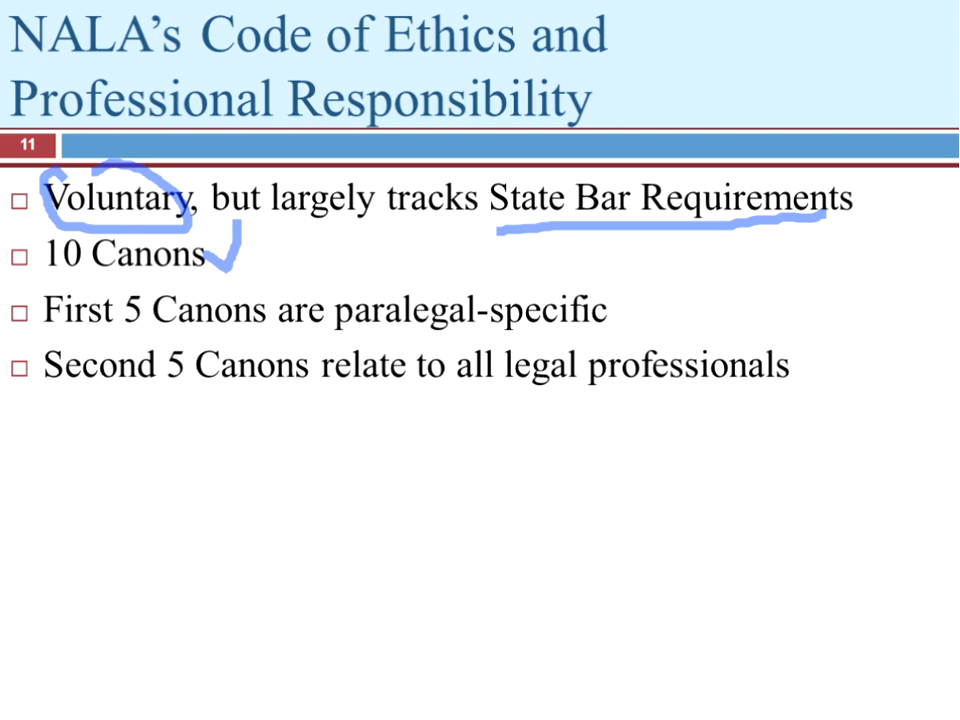 NALA’s Code of Ethics and
Professional Responsibility
11
Voluntary, but largely tracks State Bar Requirements
10 Canons
First 5 Canons are paralegal-specific
Second 5 Canons relate to all legal professionals